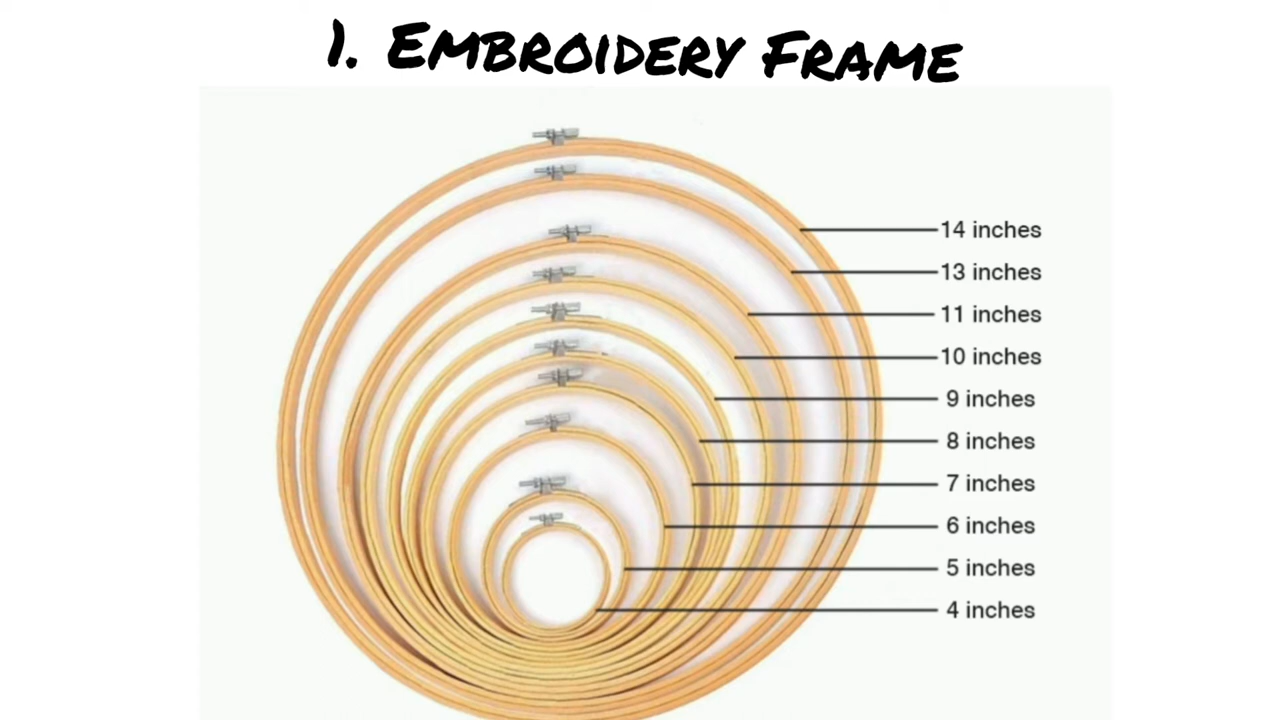 1. Embroidery Frame
14 inches
13 inches
11 inches
10 inches
9 inches
8 inches
7 inches
6 inches
5 inches
4 inches